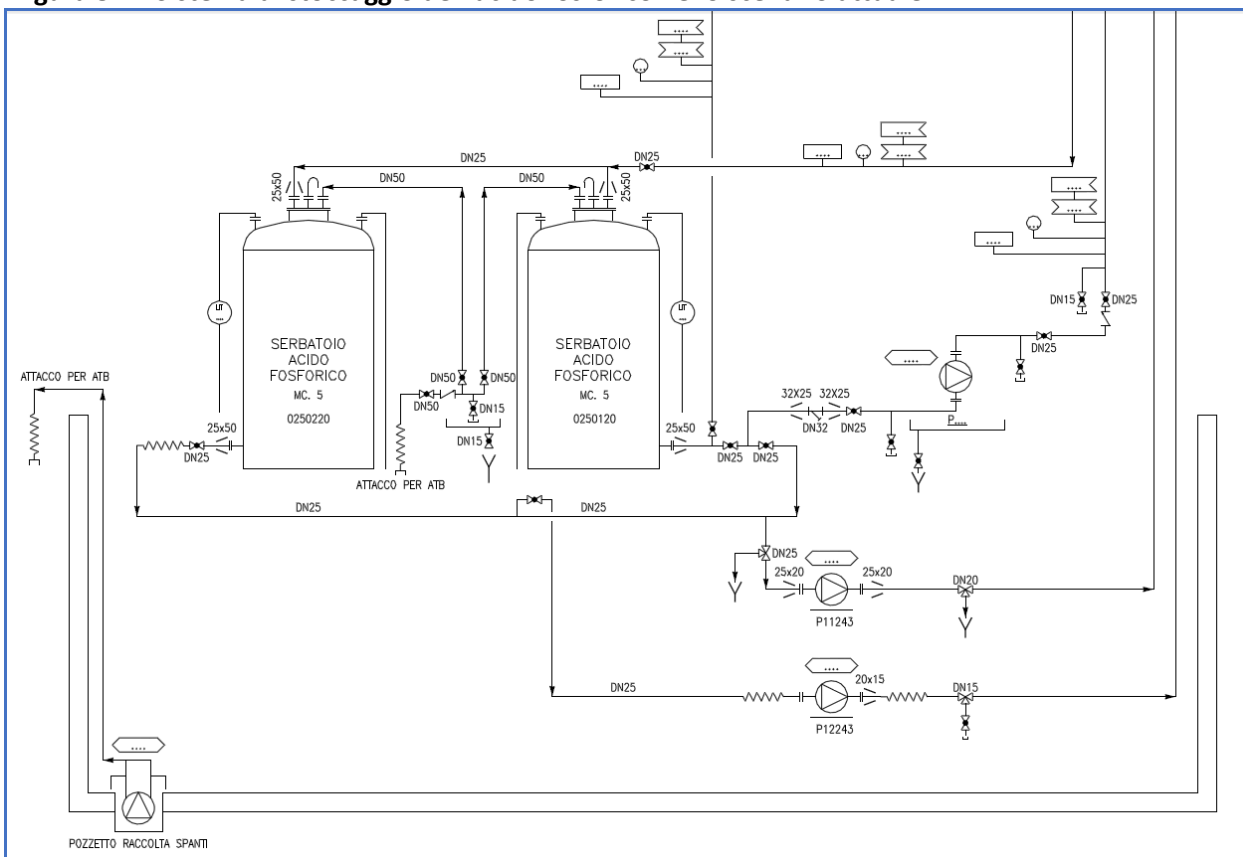 ....
....
....
....
DN25
DN25
....
....
....
....
25x50
DN50
DN50
25x50
....
....
....
....
....
DN15
DN25
LIT
....
LIT
....
SERBATOIO
ACIDO
FOSFORICO
MC. 5
0250220
SERBATOIO
ACIDO
FOSFORICO
MC. 5
0250120
DN25
....
ATTACCO PER ATB
DN50
DN50
DN50
DN15
32X25
32X25
DN32
DN25
P....
25x50
DN25
DN15
25x50
DN25
DN25
ATTACCO PER ATB
DN25
DN25
DN25
....
25x20
25x20
DN20
P11243
....
DN25
20x15
DN15
P12243
....
POZZETTO RACCOLTA SPANTI